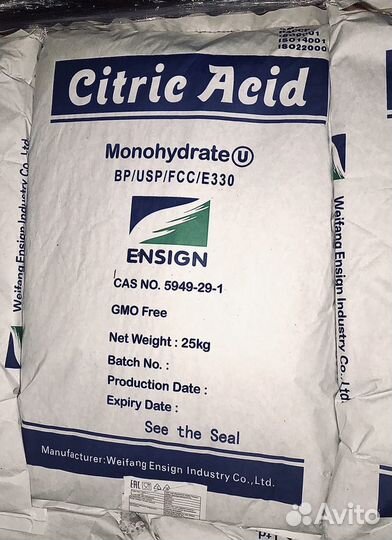 ISO14001
ISO22000
Citric Acid
Monohydrate U
BP/USP/FCC/E330
ENSIGN
CAS NO. 5949-29-1
GMO Free
Net Weight : 25kg
Batch No. :
Production Date :
Expiry Date :
See the Seal
Manufacturer:Weifang Ensign Industry Co.,Ltd.
EAC
Weifang Ensign Industry Co.,Ltd.
Ltd.
Avito